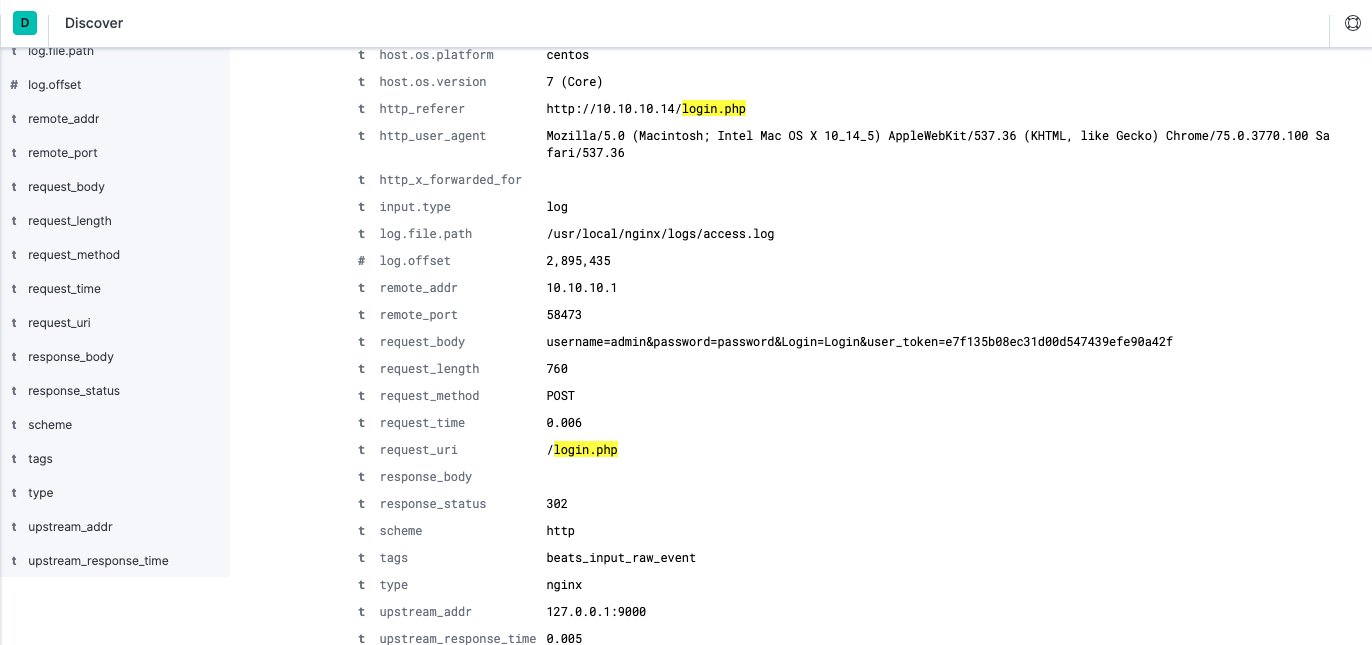 D Discover
t log.file.path
# log.offset
t remote_addr
t remote_port
t request_body
t request_length
t request_method
t request_time
t request_uri
t response_body
t response_status
t scheme
t tags
t type
t upstream_addr
t upstream_response_time
t host.os.platform centos
t host.os.version 7 (Core)
t http_referer http://10.10.10.14/login.php
t http_user_agent Mozilla/5.0 (Macintosh; Intel Mac OS X 10_14_5) AppleWebKit/537.36 (KHTML, like Gecko) Chrome/75.0.3770.100 Sa
fari/537.36
t http_x_forwarded_for
t input.type log
t log.file.path /usr/local/nginx/logs/access.log
# log.offset 2,895,435
t remote_addr 10.10.10.1
t remote_port 58473
t request_body username=admin&password=password&Login=Login&user_token=e7f135b08ec31d00d547439efe90a42f
t request_length 760
t request_method POST
t request_time 0.006
t request_uri /login.php
t response_body
t response_status 302
t scheme http
t tags beats_input_raw_event
t type nginx
t upstream_addr 127.0.0.1:9000
t upstream_response_time 0.005